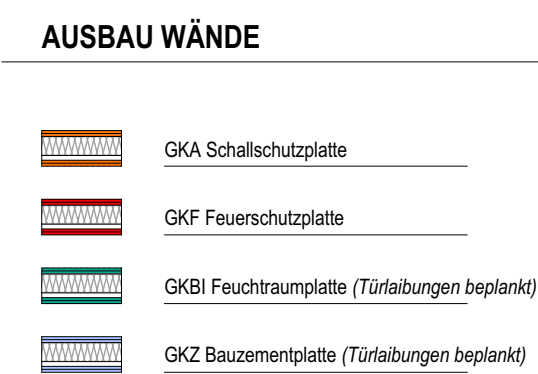 AUSBAU WÄNDE
GKA Schallschutzplatte
GKF Feuerschutzplatte
GKBI Feuchtraumplatte (Türlaibungen beplankt)
GKZ Bauzementplatte (Türlaibungen beplankt)